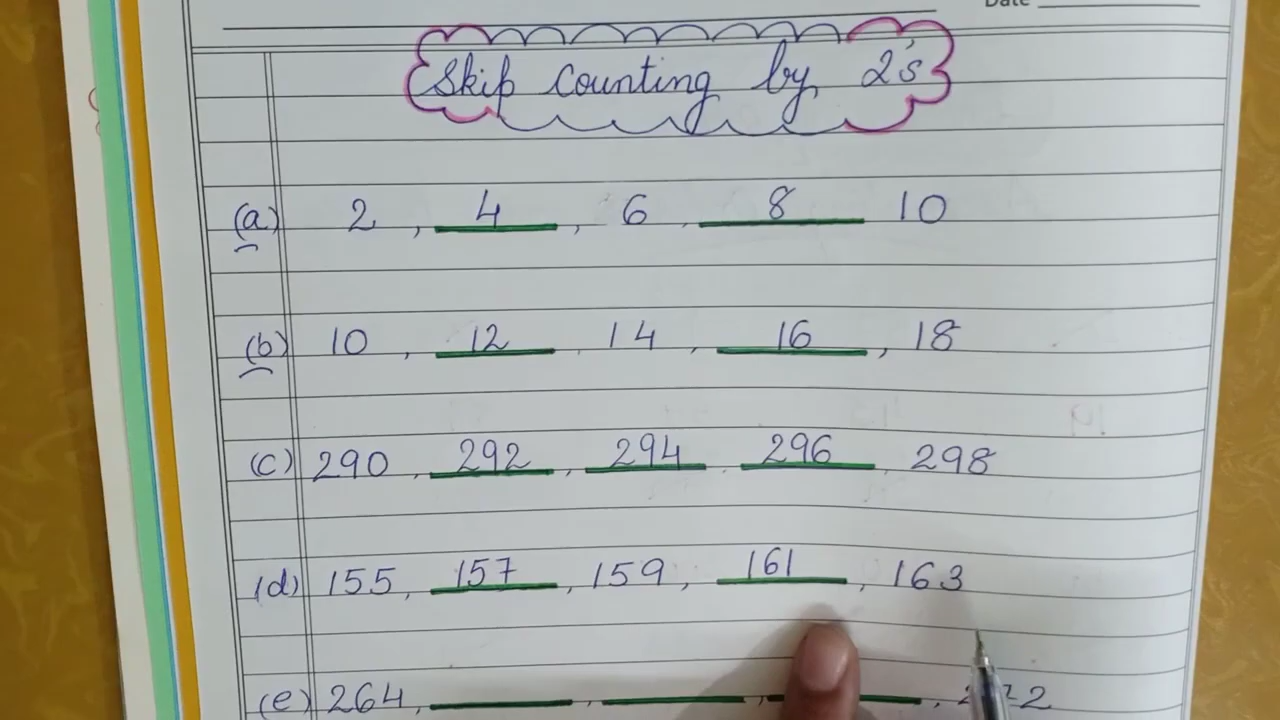 Date
Skip Counting by 2's
(a) 2, 4, 6, 8 10
(b) 10, 12, 14, 16, 18
(c) 290, 292, 294, 296, 298
(d) 155, 157, 159, 161, 163
(e) 264,